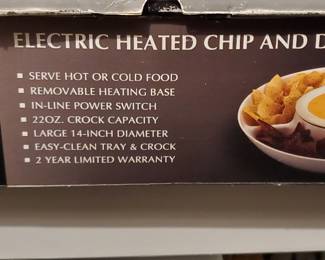 ELECTRIC HEATED CHIP AND D
■ SERVE HOT OR COLD FOOD
■ REMOVABLE HEATING BASE
■ IN-LINE POWER SWITCH
■ 22OZ. CROCK CAPACITY
■ LARGE 14-INCH DIAMETER
■ EASY-CLEAN TRAY & CROCK
■ 2 YEAR LIMITED WARRANTY